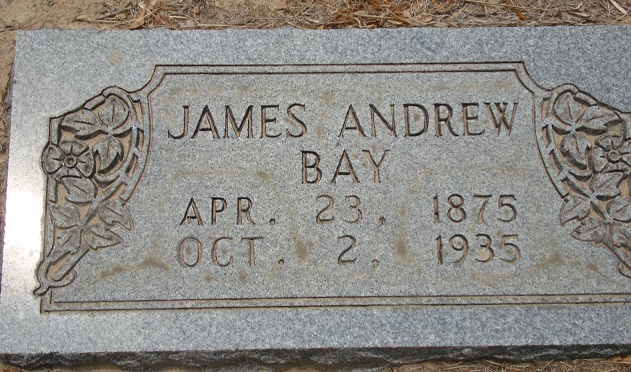 JAMES ANDREW
BAY
APR. 23, 1875
OCT. 2, 1935